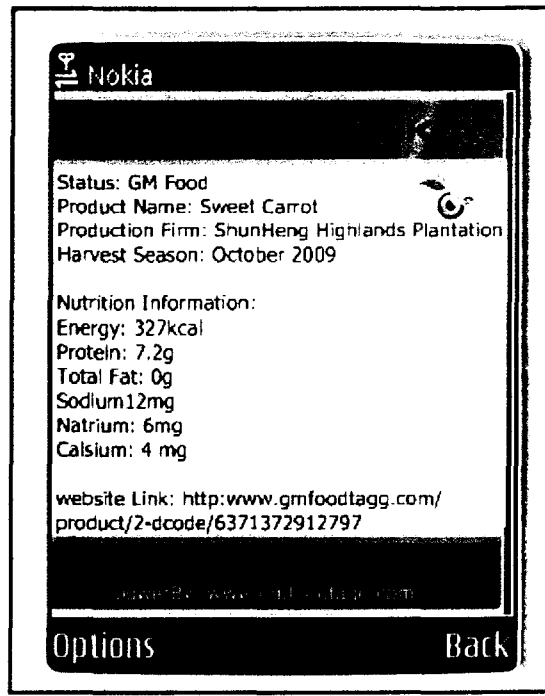 Nokia
Status: GM Food
Product Name: Sweet Carrot
Production Firm: ShunHeng Highlands Plantation
Harvest Season: October 2009
Nutrition Information:
Energy: 327kcal
Protein: 7.2g
Total Fat: 0g
Sodium12mg
Natrium: 6mg
Calsium: 4 mg
website Link: http:www.gmfoodtagg.com/
product/2-dcode/6371372912797
Options Back